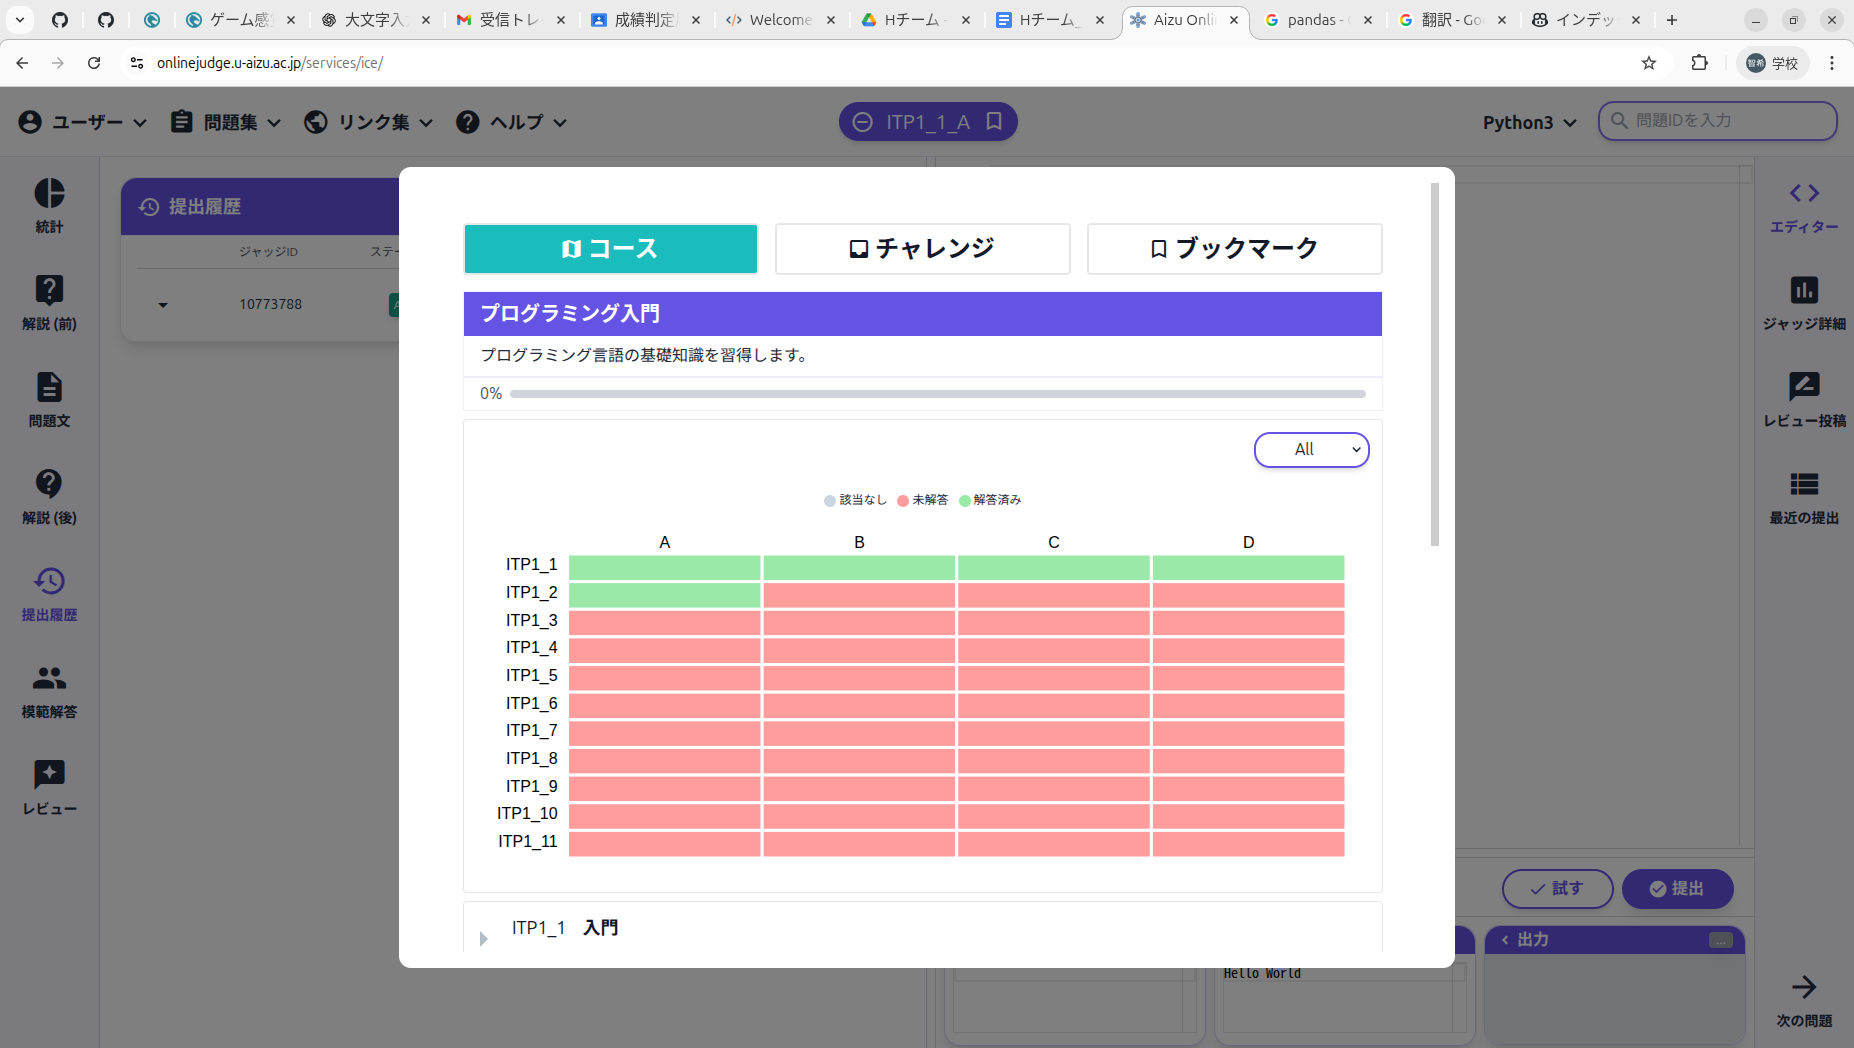 ゲーム感
大文字入
受信トレ
成績判定
Welcome
Hチーム -
Hチーム_
Aizu Onli
pandas - G
翻訳 - Go
インデッ
onlinejudge.u-aizu.ac.jp/services/ice/
智希 学校
ユーザー 問題集 リンク集 ヘルプ
ITP1_1_A
Python3
問題IDを入力
統計
解説 (前)
問題文
解説 (後)
提出履歴
模範解答
レビュー
提出履歴
ジャッジID ステー
10773788
コース チャレンジ ブックマーク
プログラミング入門
プログラミング言語の基礎知識を習得します。
0%
All
該当なし 未解答 解答済み
A B C D
ITP1_1
ITP1_2
ITP1_3
ITP1_4
ITP1_5
ITP1_6
ITP1_7
ITP1_8
ITP1_9
ITP1_10
ITP1_11
ITP1_1 入門
試す 提出
出力 ...
Hello World
エディター
ジャッジ詳細
レビュー投稿
最近の提出
次の問題